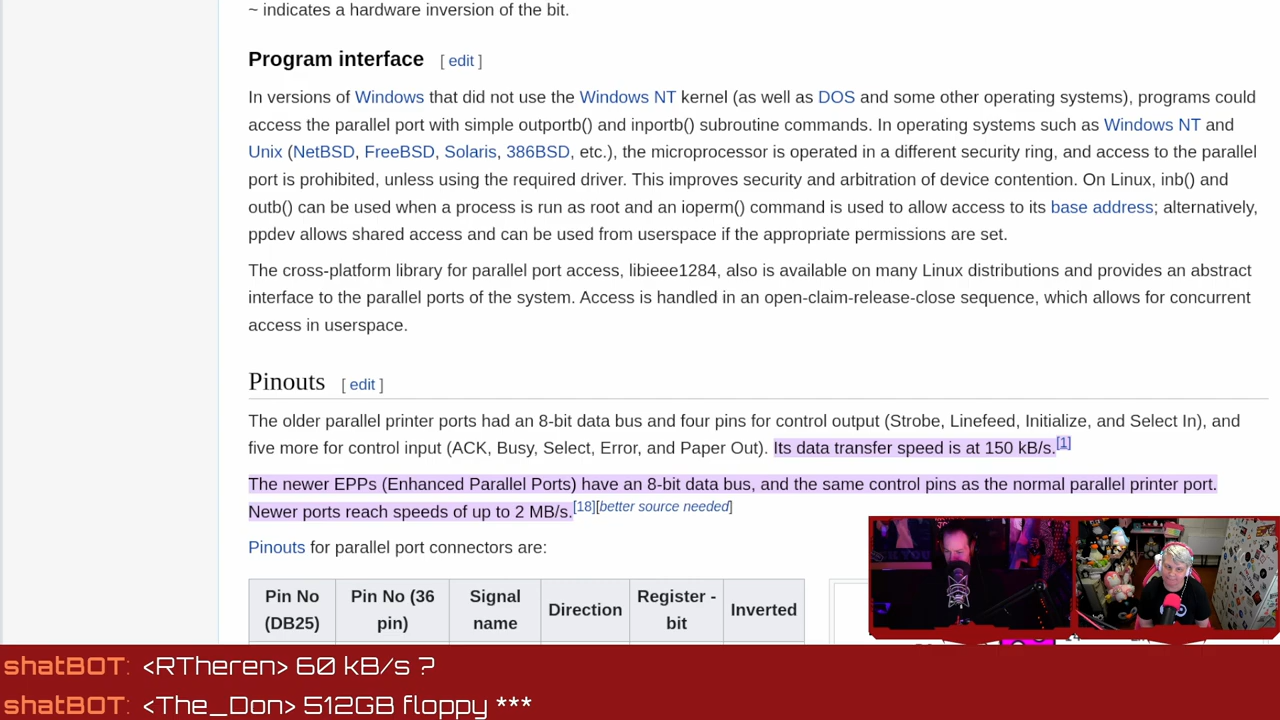 ~ indicates a hardware inversion of the bit.
Program interface [ edit ]
In versions of Windows that did not use the Windows NT kernel (as well as DOS and some other operating systems), programs could
access the parallel port with simple outportb() and inportb() subroutine commands. In operating systems such as Windows NT and
Unix (NetBSD, FreeBSD, Solaris, 386BSD, etc.), the microprocessor is operated in a different security ring, and access to the parallel
port is prohibited, unless using the required driver. This improves security and arbitration of device contention. On Linux, inb() and
outb() can be used when a process is run as root and an ioperm() command is used to allow access to its base address; alternatively,
ppdev allows shared access and can be used from userspace if the appropriate permissions are set.
The cross-platform library for parallel port access, libieee1284, also is available on many Linux distributions and provides an abstract
interface to the parallel ports of the system. Access is handled in an open-claim-release-close sequence, which allows for concurrent
access in userspace.
Pinouts [ edit ]
The older parallel printer ports had an 8-bit data bus and four pins for control output (Strobe, Linefeed, Initialize, and Select In), and
five more for control input (ACK, Busy, Select, Error, and Paper Out). Its data transfer speed is at 150 kB/s.[1]
The newer EPPs (Enhanced Parallel Ports) have an 8-bit data bus, and the same control pins as the normal parallel printer port.
Newer ports reach speeds of up to 2 MB/s.[18][better source needed]
Pinouts for parallel port connectors are:
Pin No (DB25) Pin No (36 pin) Signal name Direction Register - bit Inverted
shatBOT: <RTheren> 60 kB/s ?
shatBOT: <The_Don> 512GB floppy ***